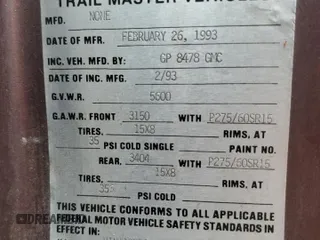 TRAIL MASTER VEHICLES
MFD. NONE
DATE OF MFR. FEBRUARY 26, 1993
INC. VEH. MFD. BY: GP 8478 GMC
DATE OF INC. MFG. 2/93
G.V.W.R. 5600
G.A.W.R. FRONT 3150 WITH P275/60SR15
TIRES, 15X8 RIMS, AT
35 PSI COLD SINGLE PAINT NO.
REAR, 3404 WITH P275/60SR15
TIRES, 15X8 RIMS, AT
35 PSI COLD
THIS VEHICLE CONFORMS TO ALL APPLICABLE
FEDERAL MOTOR VEHICLE SAFETY STANDARDS IN
EFFECT IN: